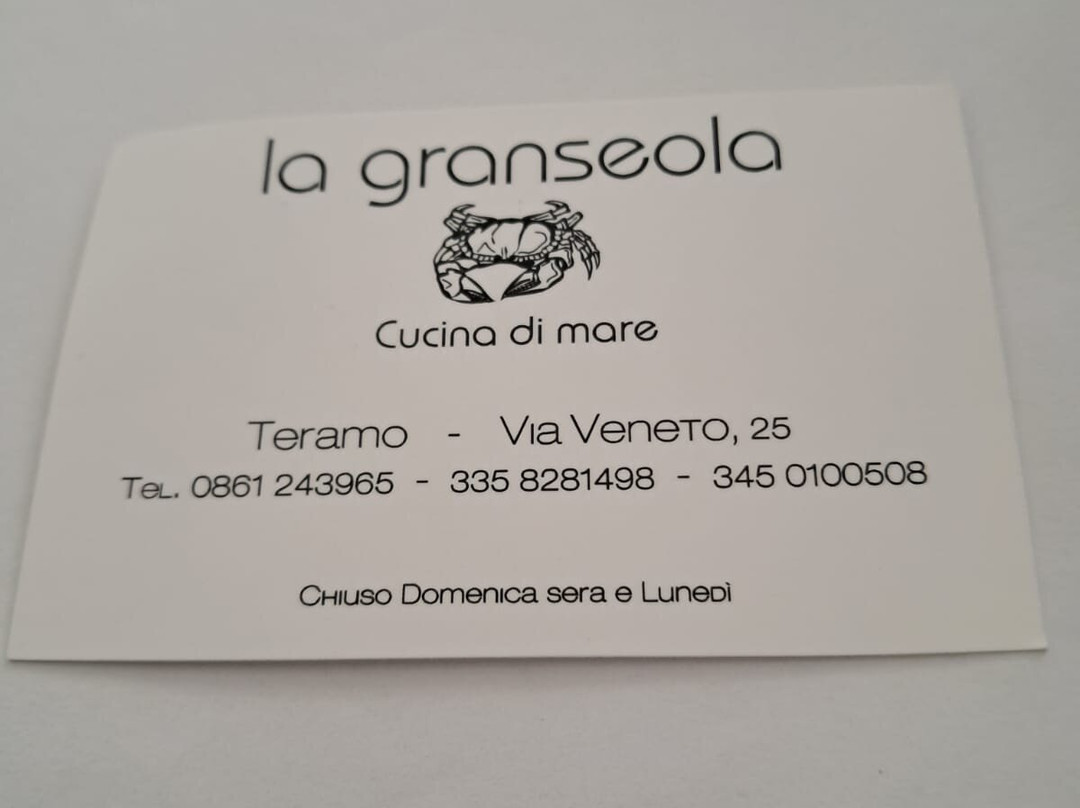 la granseola
Cucina di mare
Teramo - Via Veneto, 25
Tel. 0861 243965 - 335 8281498 - 345 0100508
Chiuso Domenica sera e Lunedì